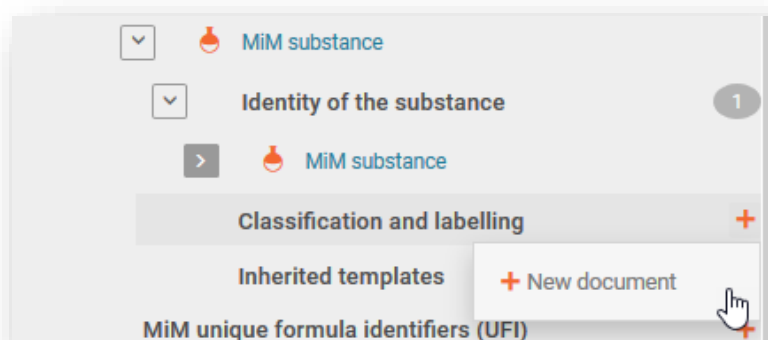 MiM substance
Identity of the substance 1
MiM substance
Classification and labelling +
Inherited templates
+ New document
MiM unique formula identifiers (UFI) +